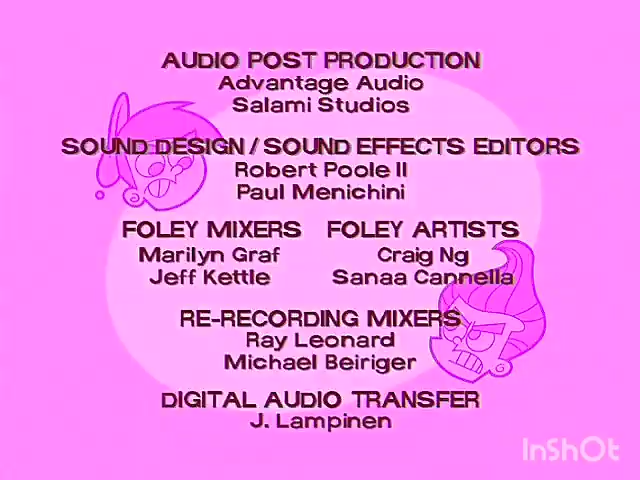 AUDIO POST PRODUCTION
Advantage Audio
Salami Studios
SOUND DESIGN / SOUND EFFECTS EDITORS
Robert Poole II
Paul Menichini
FOLEY MIXERS
Marilyn Graf
Jeff Kettle
FOLEY ARTISTS
Craig Ng
Sanaa Cannella
RE-RECORDING MIXERS
Ray Leonard
Michael Beiriger
DIGITAL AUDIO TRANSFER
J. Lampinen
InShOt